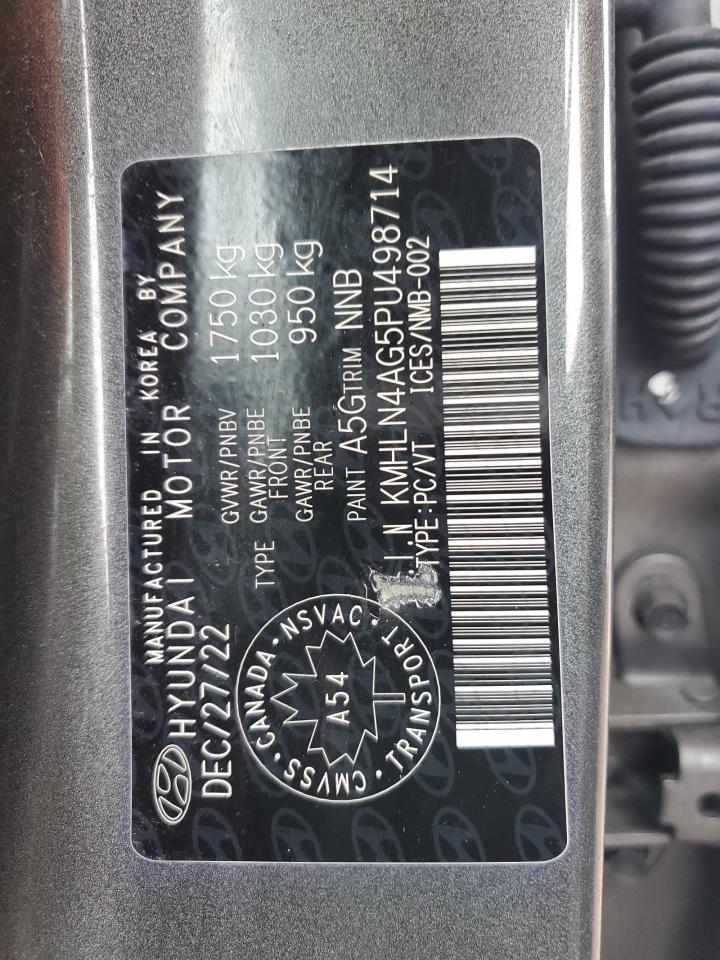 MANUFACTURED IN KOREA BY
HYUNDAI MOTOR COMPANY
DEC/27/22
GVWR/PNBV 1750 kg
TYPE GAWR/PNBE FRONT 1030 kg
GAWR/PNBE REAR 950 kg
PAINT A5G TRIM NNB
.I.N KMHLN4AG5PU498714
TYPE:PC/VT ICES/NMB-002
CANADA · NSVAC · TRANSPORT · CMVSS ·
A54